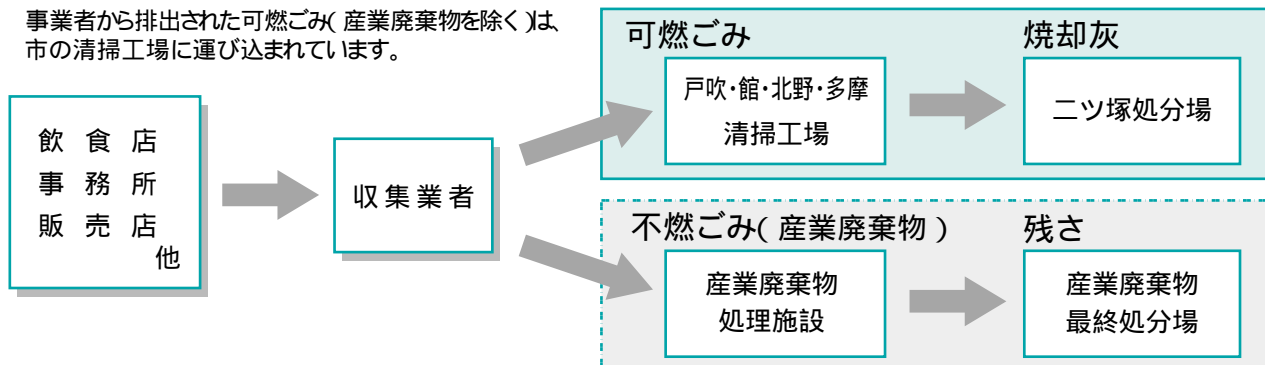 事業者から排出された可燃ごみ(産業廃棄物を除く)は、
市の清掃工場に運び込まれています。
飲食店
事務所
販売店
他
収集業者
可燃ごみ
戸吹・館・北野・多摩
清掃工場
焼却灰
二ツ塚処分場
不燃ごみ(産業廃棄物)
産業廃棄物
処理施設
残さ
産業廃棄物
最終処分場